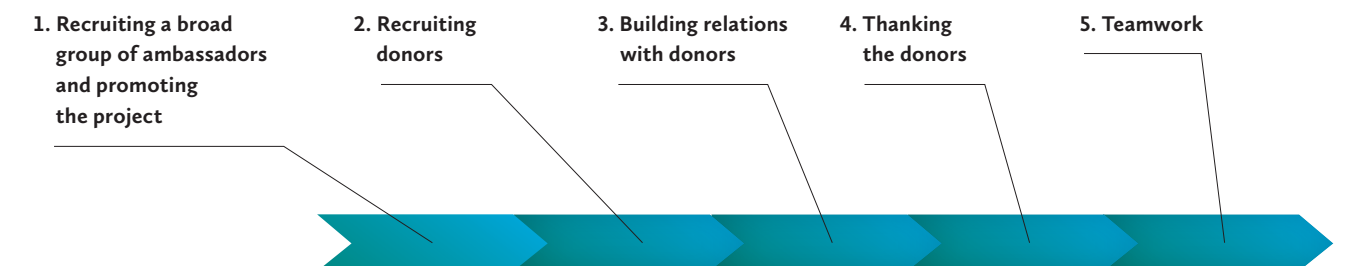 1. Recruiting a broad
group of ambassadors
and promoting
the project
2. Recruiting
donors
3. Building relations
with donors
4. Thanking
the donors
5. Teamwork